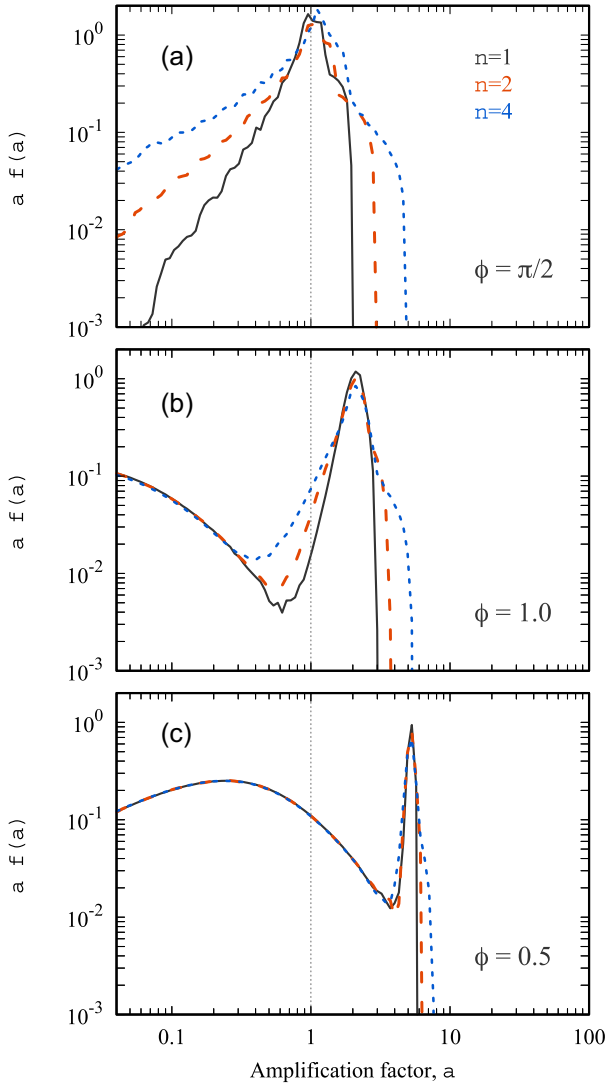 (a)
n=1
n=2
n=4
10⁰
10⁻¹
10⁻²
10⁻³
a f(a)
ϕ = π/2
(b)
10⁰
10⁻¹
10⁻²
10⁻³
a f(a)
ϕ = 1.0
(c)
10⁰
10⁻¹
10⁻²
10⁻³
a f(a)
ϕ = 0.5
0.1 1 10 100
Amplification factor, a